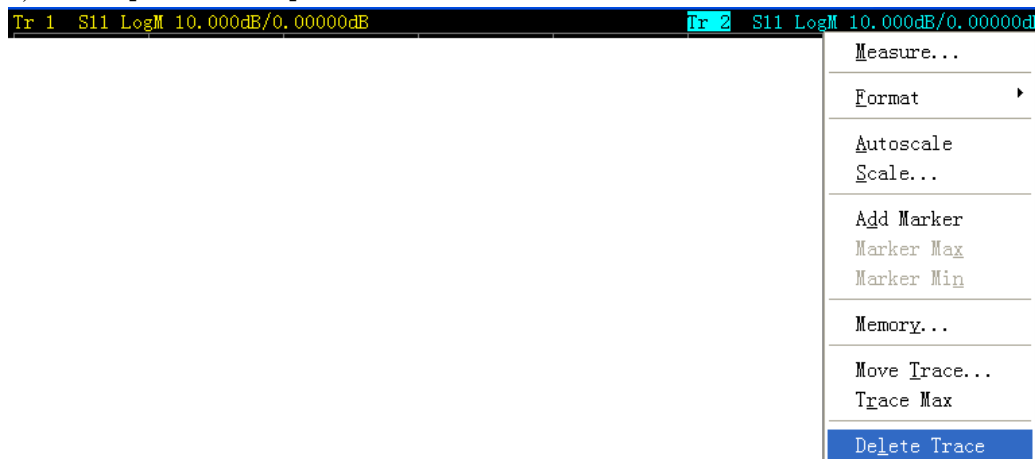 Tr 1 S11 LogM 10.000dB/0.00000dB
Tr 2 S11 LogM 10.000dB/0.00000d
Measure...
Format
Autoscale
Scale...
Add Marker
Marker Max
Marker Min
Memory...
Move Trace...
Trace Max
Delete Trace